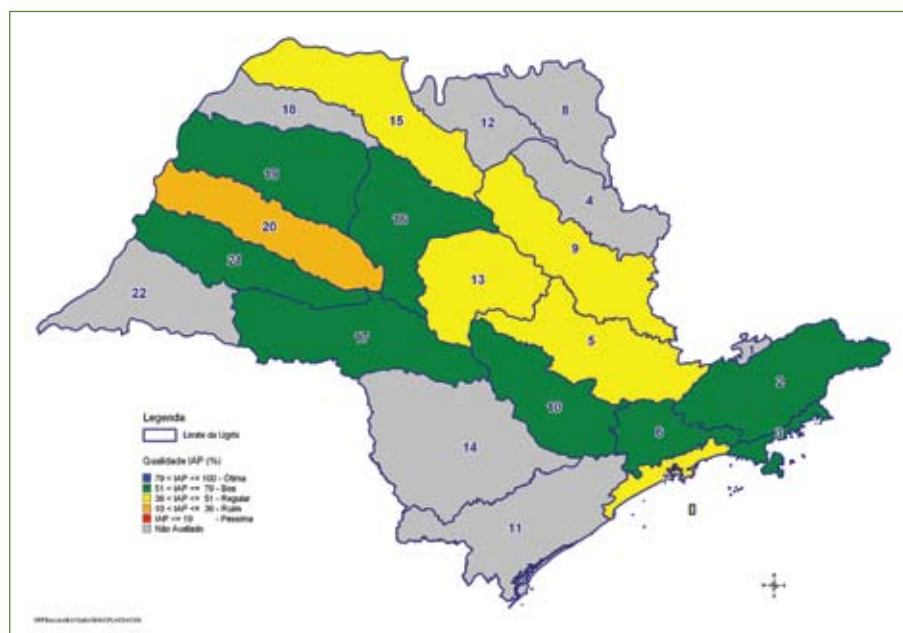 18
15
12
8
4
19
16
20
9
21
13
22
5
17
1
2
10
6
3
14
11
Legenda
Limite da Ugrhi
Qualidade IAP (%)
79 < IAP <= 100 - Ótima
51 < IAP <= 79 - Boa
36 < IAP <= 51 - Regular
19 < IAP <= 36 - Ruim
IAP <= 19 - Péssima
Não Avaliado